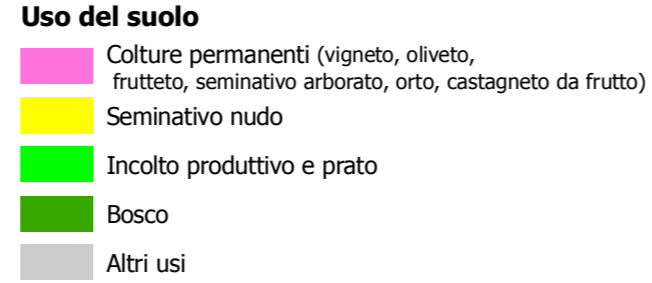 Uso del suolo
Colture permanenti (vigneto, oliveto,
frutteto, seminativo arborato, orto, castagneto da frutto)
Seminativo nudo
Incolto produttivo e prato
Bosco
Altri usi